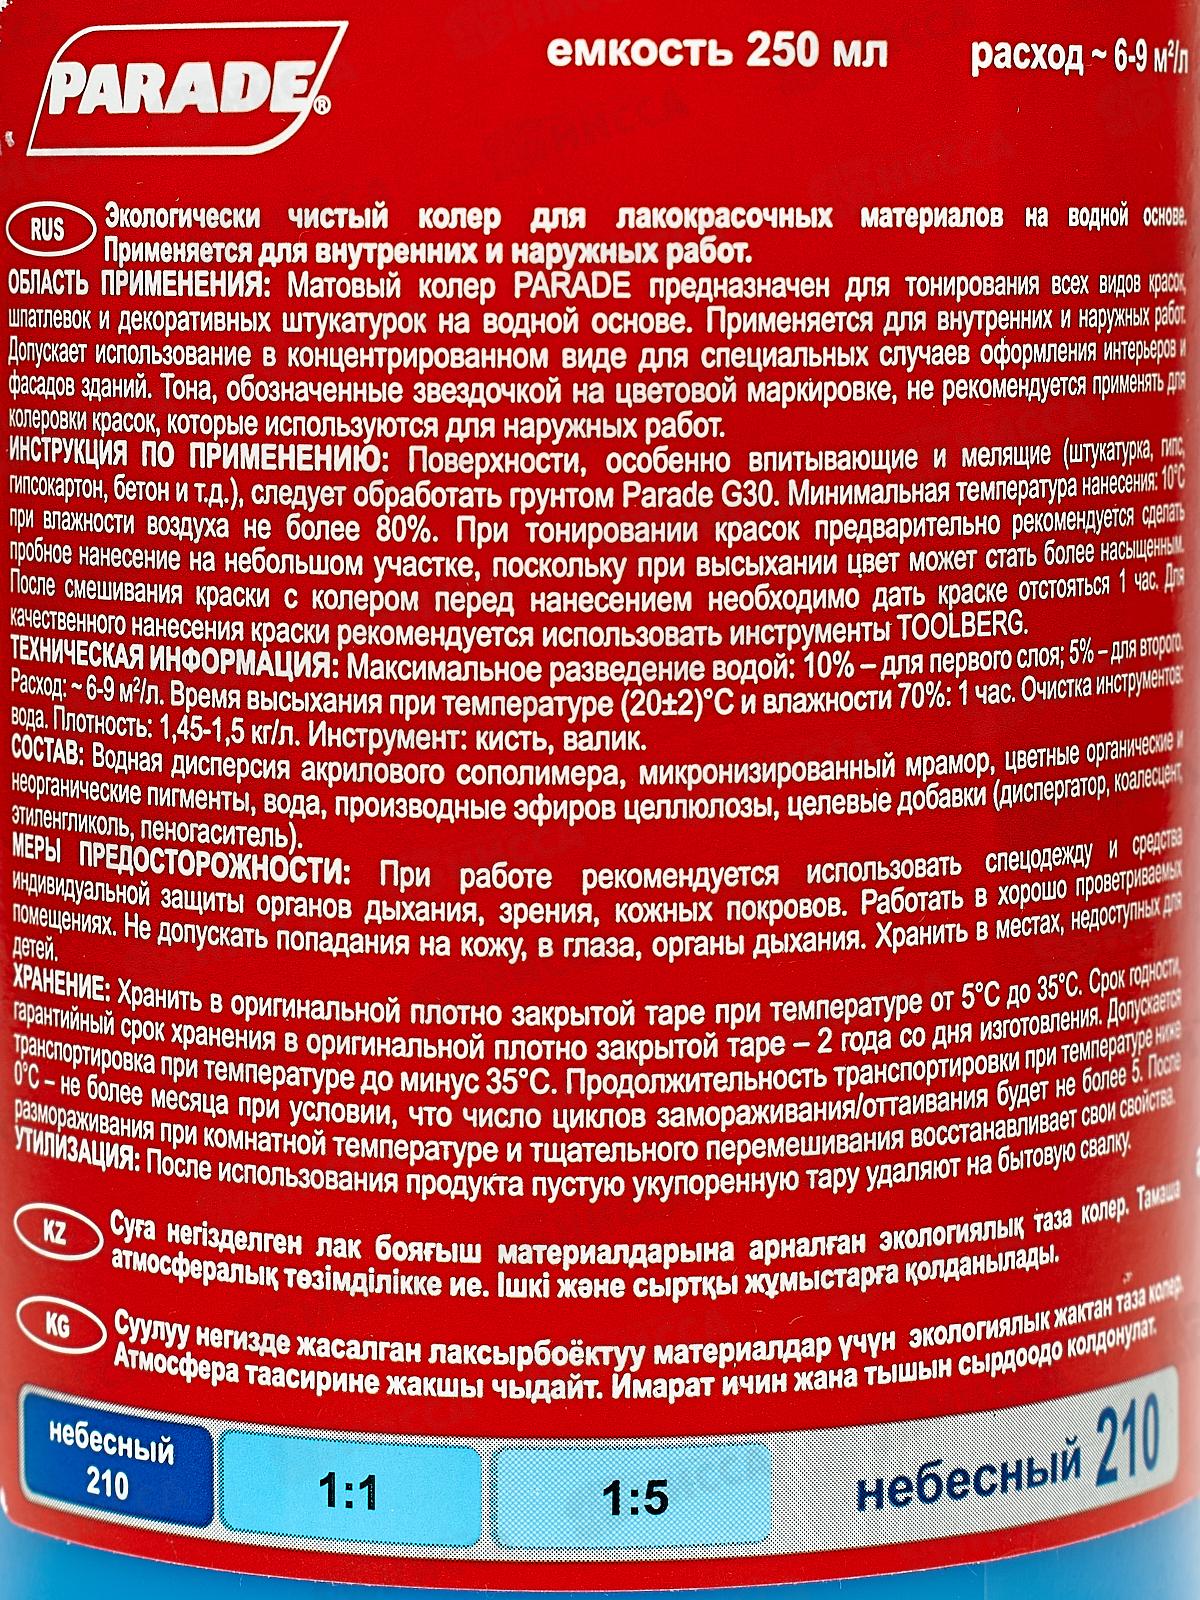 PARADE®
емкость 250 мл
расход ~ 6-9 м²/л
RUS
Экологически чистый колер для лакокрасочных материалов на водной основе.
Применяется для внутренних и наружных работ.
ОБЛАСТЬ ПРИМЕНЕНИЯ: Матовый колер PARADE предназначен для тонирования всех видов красок,
шпатлевок и декоративных штукатурок на водной основе. Применяется для внутренних и наружных работ.
Допускает использование в концентрированном виде для специальных случаев оформления интерьеров и
фасадов зданий. Тона, обозначенные звездочкой на цветовой маркировке, не рекомендуется применять для
колеровки красок, которые используются для наружных работ.
ИНСТРУКЦИЯ ПО ПРИМЕНЕНИЮ: Поверхности, особенно впитывающие и мелящие (штукатурка, гипс,
гипсокартон, бетон и т.д.), следует обработать грунтом Parade G30. Минимальная температура нанесения: 10°C
при влажности воздуха не более 80%. При тонировании красок предварительно рекомендуется сделать
пробное нанесение на небольшом участке, поскольку при высыхании цвет может стать более насыщенным.
После смешивания краски с колером перед нанесением необходимо дать краске отстояться 1 час. Для
качественного нанесения краски рекомендуется использовать инструменты TOOLBERG.
ТЕХНИЧЕСКАЯ ИНФОРМАЦИЯ: Максимальное разведение водой: 10% – для первого слоя; 5% – для второго.
Расход: ~ 6-9 м²/л. Время высыхания при температуре (20±2)°C и влажности 70%: 1 час. Очистка инструментов:
вода. Плотность: 1,45-1,5 кг/л. Инструмент: кисть, валик.
СОСТАВ: Водная дисперсия акрилового сополимера, микронизированный мрамор, цветные органические и
неорганические пигменты, вода, производные эфиров целлюлозы, целевые добавки (диспергатор, коалесцент,
этиленгликоль, пеногаситель).
МЕРЫ ПРЕДОСТОРОЖНОСТИ: При работе рекомендуется использовать спецодежду и средства
индивидуальной защиты органов дыхания, зрения, кожных покровов. Работать в хорошо проветриваемых
помещениях. Не допускать попадания на кожу, в глаза, органы дыхания. Хранить в местах, недоступных для
детей.
ХРАНЕНИЕ: Хранить в оригинальной плотно закрытой таре при температуре от 5°C до 35°C. Срок годности,
гарантийный срок хранения в оригинальной плотно закрытой таре – 2 года со дня изготовления. Допускается
транспортировка при температуре до минус 35°C. Продолжительность транспортировки при температуре ниже
0°C – не более месяца при условии, что число циклов замораживания/оттаивания будет не более 5. После
размораживания при комнатной температуре и тщательного перемешивания восстанавливает свои свойства.
УТИЛИЗАЦИЯ: После использования продукта пустую укупоренную тару удаляют на бытовую свалку.
KZ
Суға негізделген лак бояғыш материалдарына арналған экологиялық таза колер. Тамаша
атмосфералық төзімділікке ие. Ішкі және сыртқы жұмыстарға қолданылады.
KG
Суулуу негизде жасалган лаксырбоёктуу материалдар үчүн экологиялык жактан таза колер.
Атмосфера таасирине жакшы чыдайт. Имарат ичин жана тышын сырдоодо колдонулат.
небесный
210
1:1
1:5
небесный 210